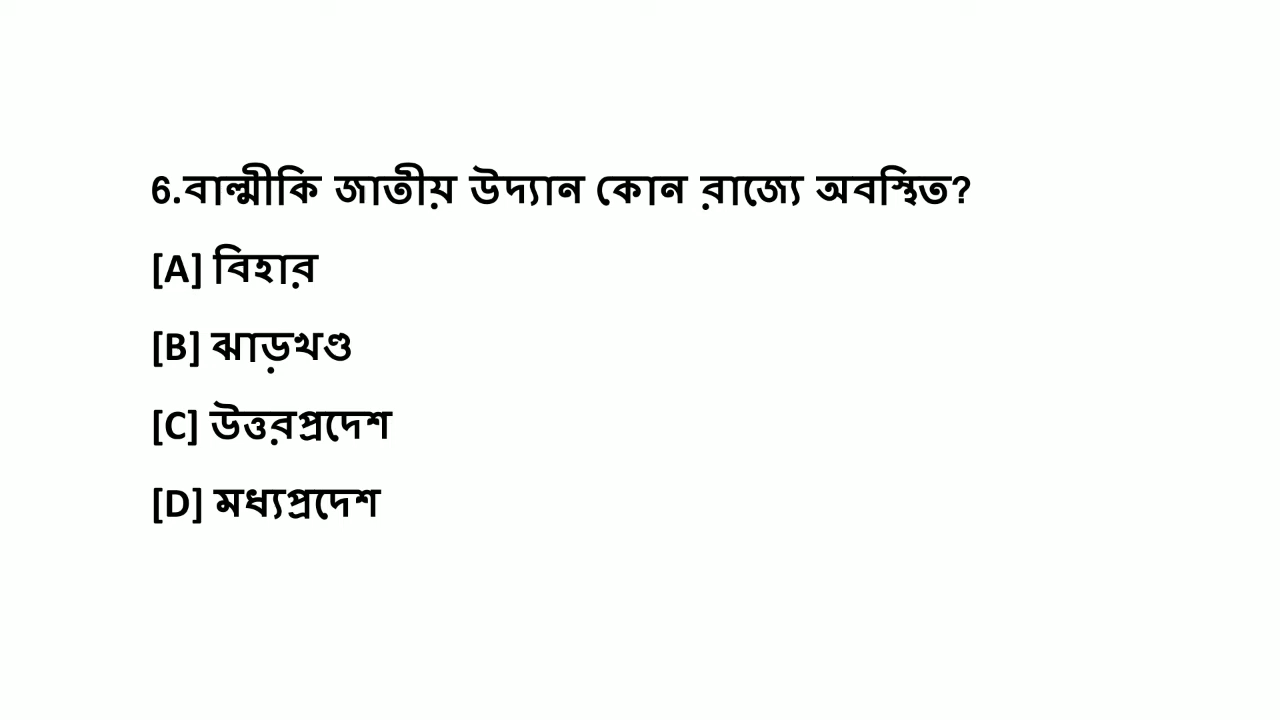 6.বাল্মীকি জাতীয় উদ্যান কোন রাজ্যে অবস্থিত?
[A] বিহার
[B] ঝাড়খণ্ড
[C] উত্তরপ্রদেশ
[D] মধ্যপ্রদেশ